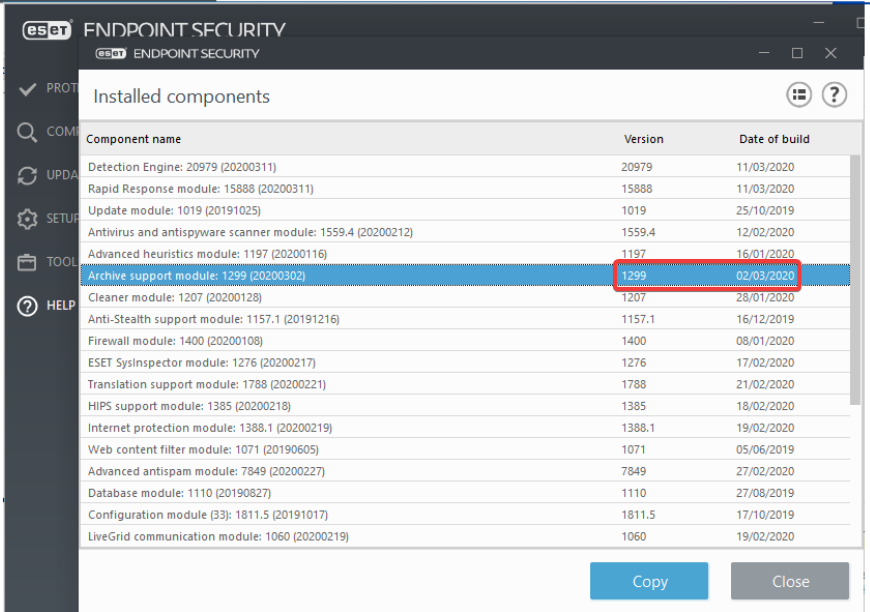 eset ENDPOINT SECURITY
eset ENDPOINT SECURITY
Installed components
?
Component name Version Date of build
Detection Engine: 20979 (20200311) 20979 11/03/2020
Rapid Response module: 15888 (20200311) 15888 11/03/2020
Update module: 1019 (20191025) 1019 25/10/2019
Antivirus and antispyware scanner module: 1559.4 (20200212) 1559.4 12/02/2020
Advanced heuristics module: 1197 (20200116) 1197 16/01/2020
Archive support module: 1299 (20200302) 1299 02/03/2020
Cleaner module: 1207 (20200128) 1207 28/01/2020
Anti-Stealth support module: 1157.1 (20191216) 1157.1 16/12/2019
Firewall module: 1400 (20200108) 1400 08/01/2020
ESET SysInspector module: 1276 (20200217) 1276 17/02/2020
Translation support module: 1788 (20200221) 1788 21/02/2020
HIPS support module: 1385 (20200218) 1385 18/02/2020
Internet protection module: 1388.1 (20200219) 1388.1 19/02/2020
Web content filter module: 1071 (20190605) 1071 05/06/2019
Advanced antispam module: 7849 (20200227) 7849 27/02/2020
Database module: 1110 (20190827) 1110 27/08/2019
Configuration module (33): 1811.5 (20191017) 1811.5 17/10/2019
LiveGrid communication module: 1060 (20200219) 1060 19/02/2020
Copy Close
PROT
COMP
UPDA
SETUP
TOOL
? HELP